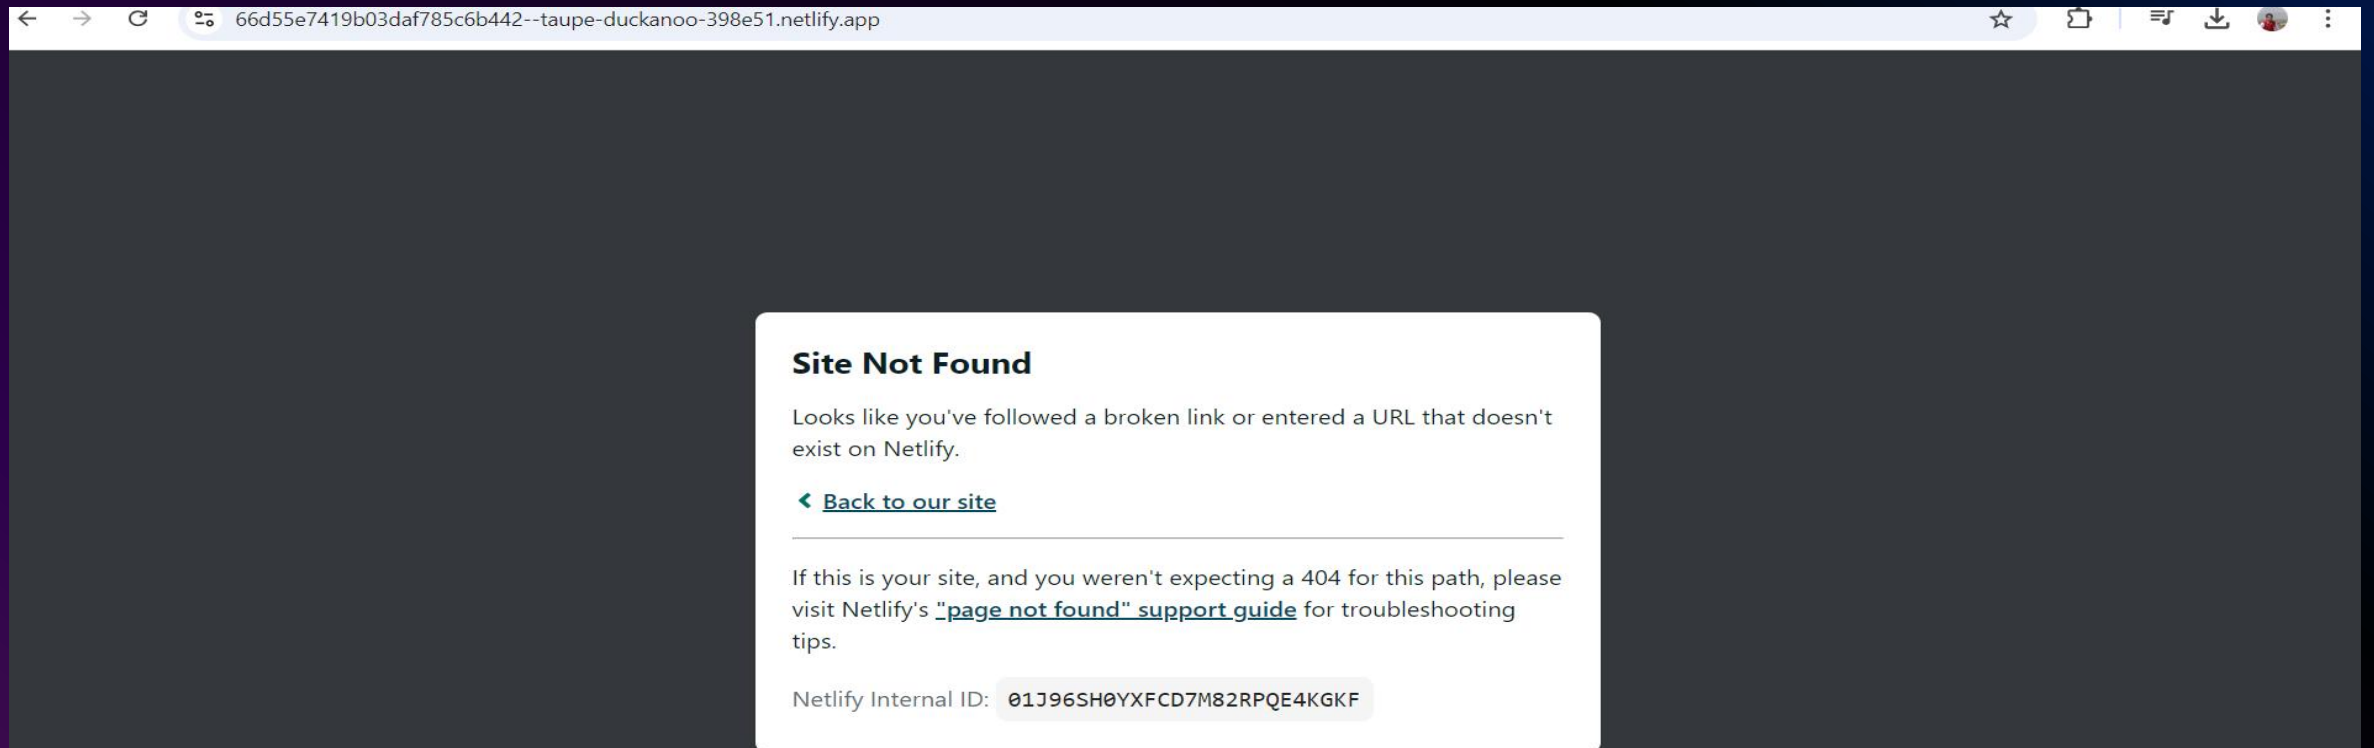 66d55e7419b03daf785c6b442--taupe-duckanoo-398e51.netlify.app
Site Not Found
Looks like you've followed a broken link or entered a URL that doesn't
exist on Netlify.
Back to our site
If this is your site, and you weren't expecting a 404 for this path, please
visit Netlify's "page not found" support guide for troubleshooting
tips.
Netlify Internal ID: 01J96SH0YXFCD7M82RPQE4KGKF